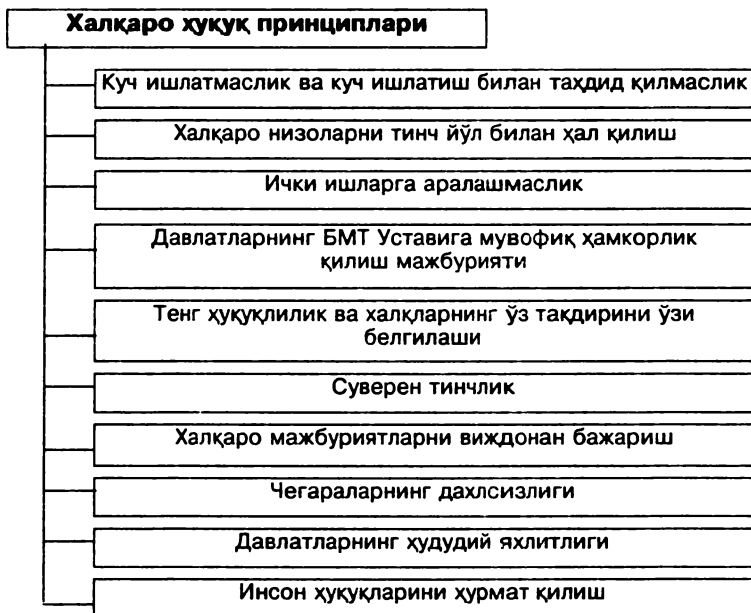 Халқаро ҳуқуқ принциплари
Куч ишлатмаслик ва куч ишлатиш билан таҳдид қилмаслик
Халқаро низоларни тинч йўл билан ҳал қилиш
Ички ишларга аралашмаслик
Давлатларнинг БМТ Уставига мувофиқ ҳамкорлик
қилиш мажбурияти
Тенг ҳуқуқлилик ва халқларнинг ўз тақдирини ўзи
белгилаши
Суверен тинчлик
Халқаро мажбуриятларни виждонан бажариш
Чегараларнинг дахлсизлиги
Давлатларнинг ҳудудий яхлитлиги
Инсон ҳуқуқларини ҳурмат қилиш